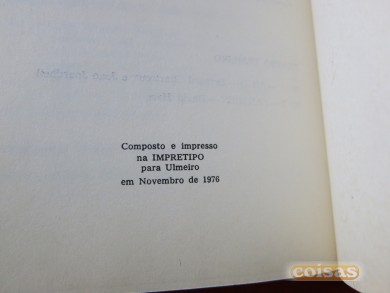 Composto e impresso
na IMPRETIPO
para Ulmeiro
em Novembro de 1976
coisas